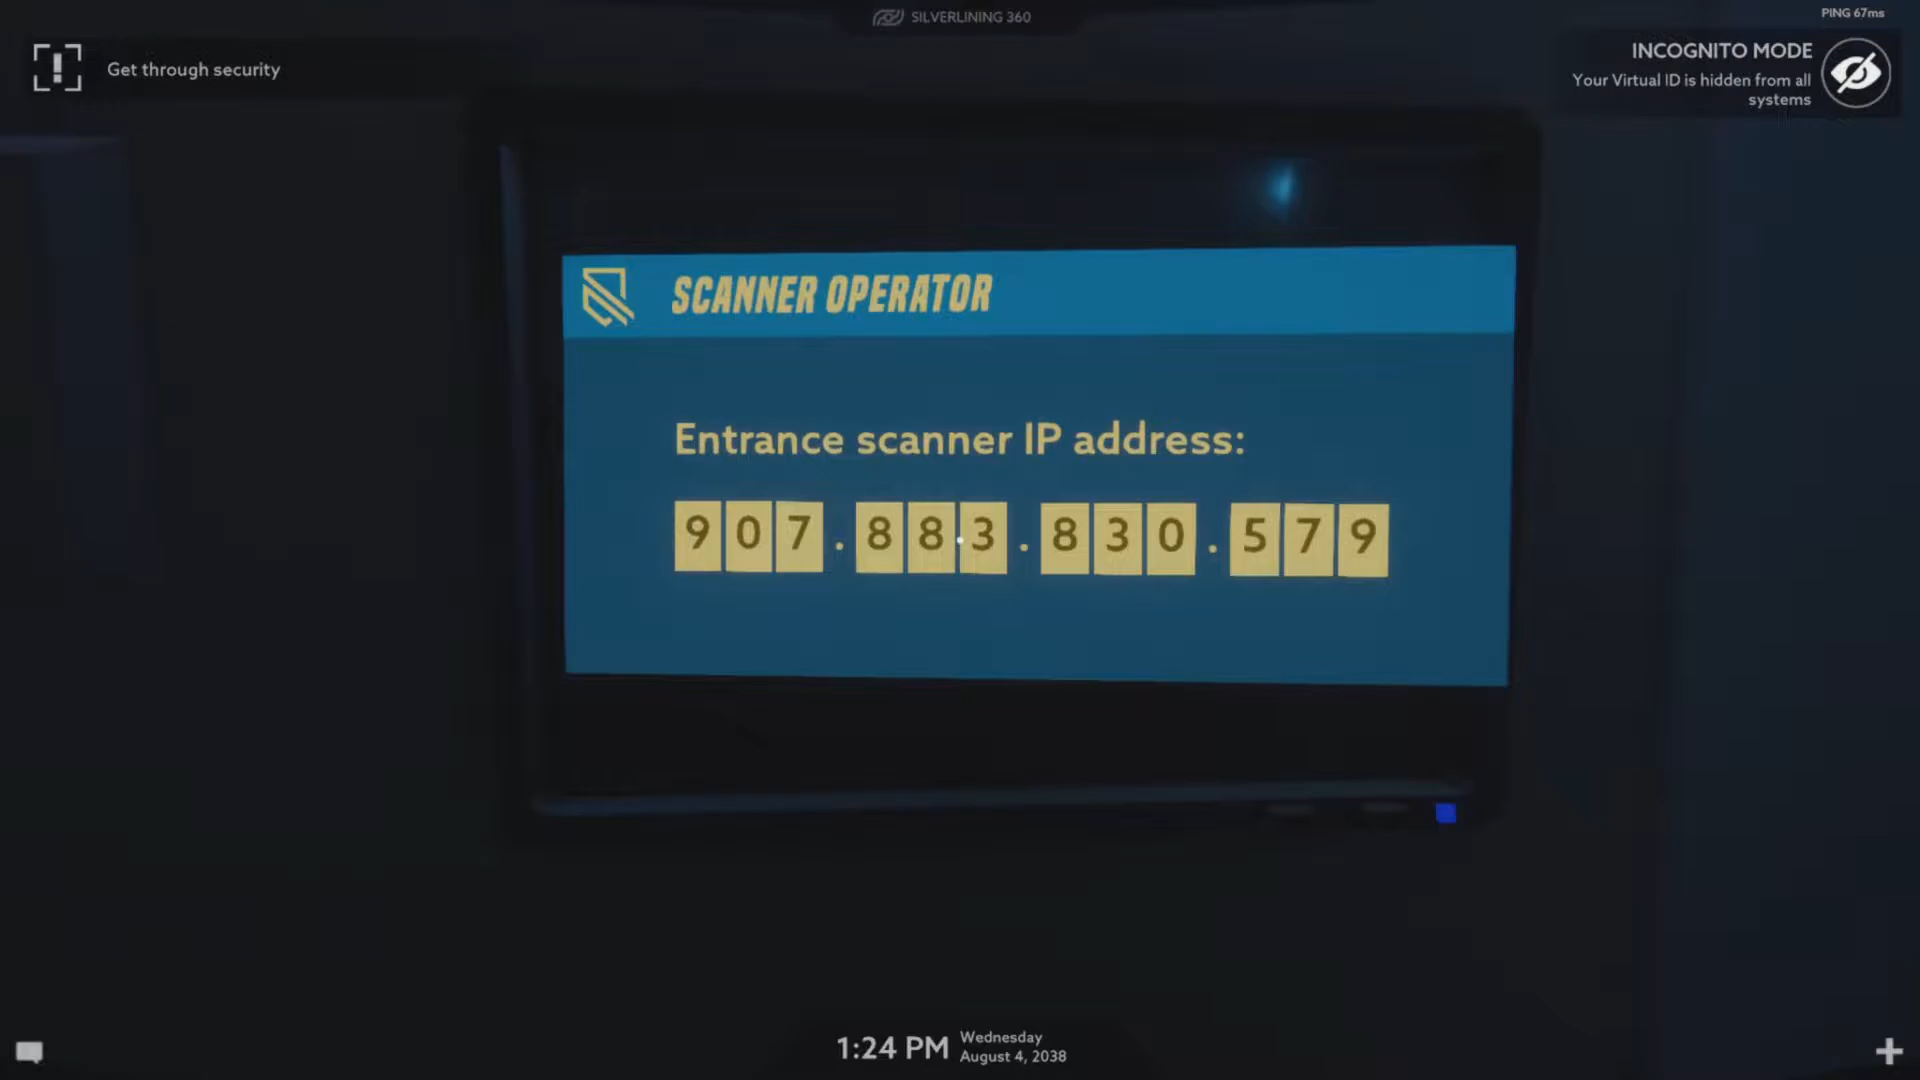 SILVERLINING 360
PING 67ms
Get through security
INCOGNITO MODE
Your Virtual ID is hidden from all
systems
SCANNER OPERATOR
Entrance scanner IP address:
907.883.830.579
1:24 PM
Wednesday
August 4, 2038